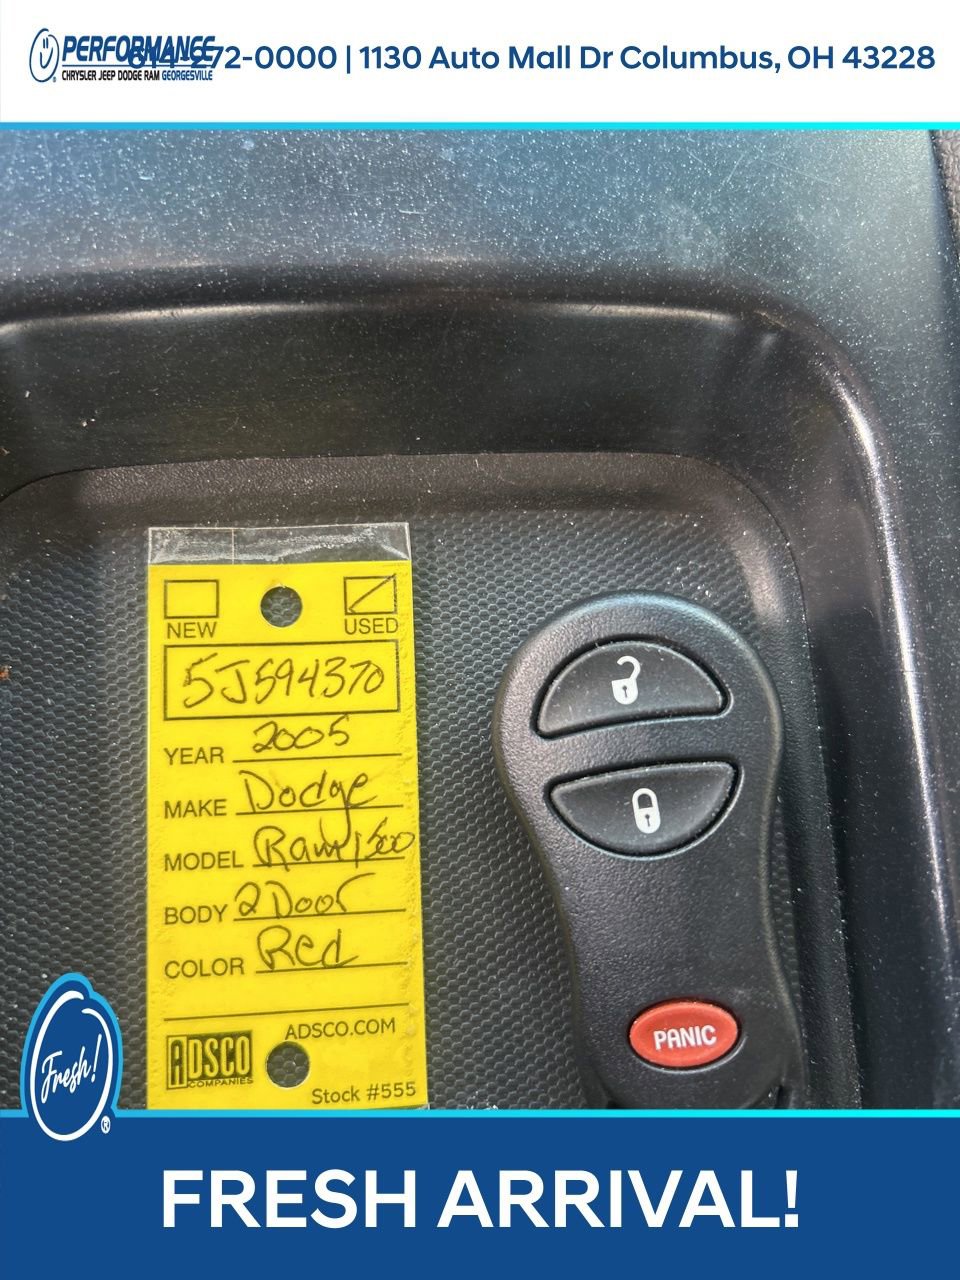 PERFORMANCE
CHRYSLER JEEP DODGE RAM GEORGESVILLE
614-272-0000 | 1130 Auto Mall Dr Columbus, OH 43228
NEW USED
5J594370
YEAR 2005
MAKE Dodge
MODEL Ram 1500
BODY 2 Door
COLOR Red
ADSCO.COM
ADSCO
COMPANIES
Stock #555
PANIC
Fresh!
FRESH ARRIVAL!